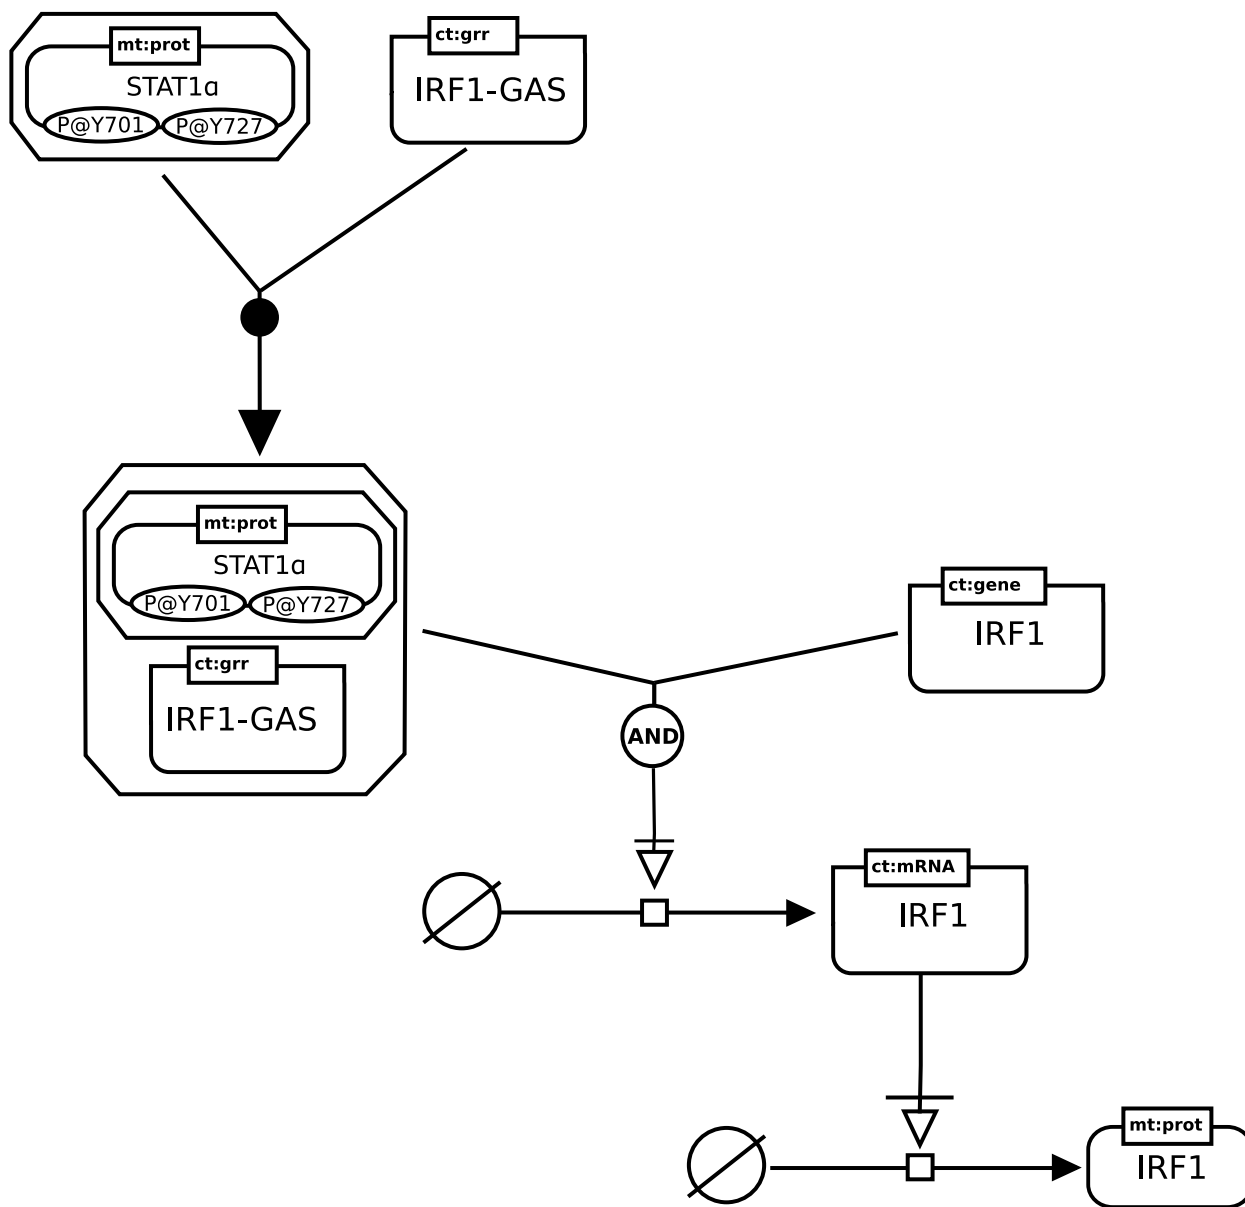 mt:prot
STAT1α
P@Y701 P@Y727
ct:grr
IRF1-GAS
mt:prot
STAT1α
P@Y701 P@Y727
ct:grr
IRF1-GAS
ct:gene
IRF1
AND
ct:mRNA
IRF1
mt:prot
IRF1